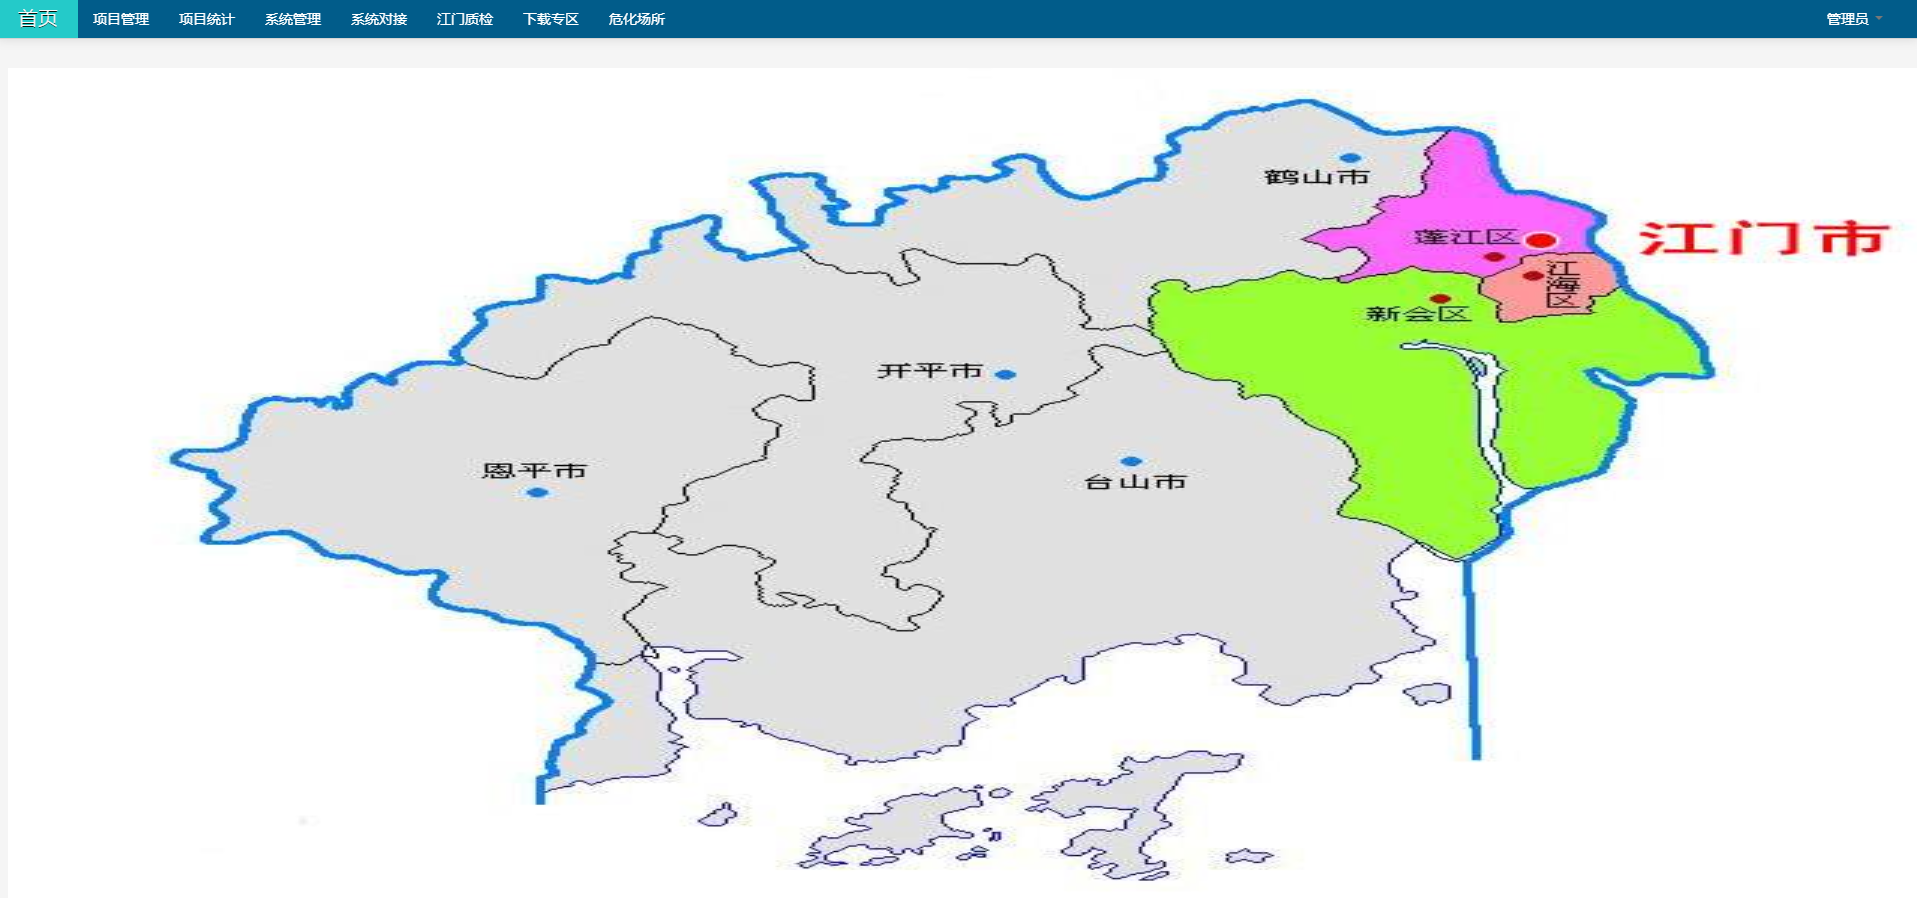 首页 项目管理 项目统计 系统管理 系统对接 江门质检 下载专区 危化场所 管理员
鹤山市
蓬江区
江门市
江海区
新会区
开平市
恩平市
台山市